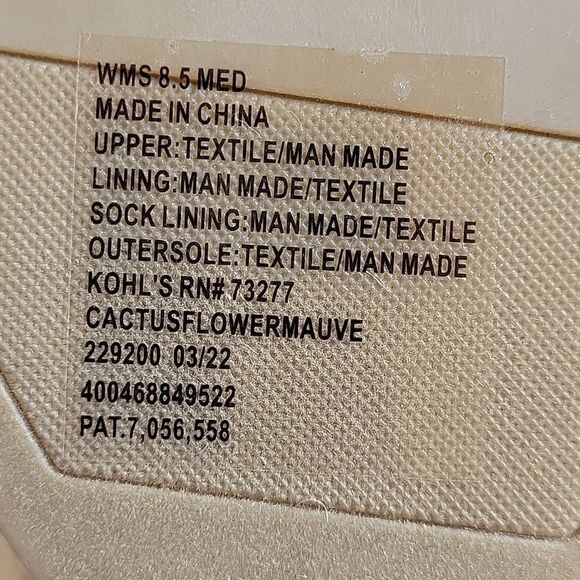 WMS 8.5 MED
MADE IN CHINA
UPPER:TEXTILE/MAN MADE
LINING:MAN MADE/TEXTILE
SOCK LINING:MAN MADE/TEXTILE
OUTERSOLE:TEXTILE/MAN MADE
KOHL'S RN# 73277
CACTUSFLOWERMAUVE
229200 03/22
400468849522
PAT.7,056,558